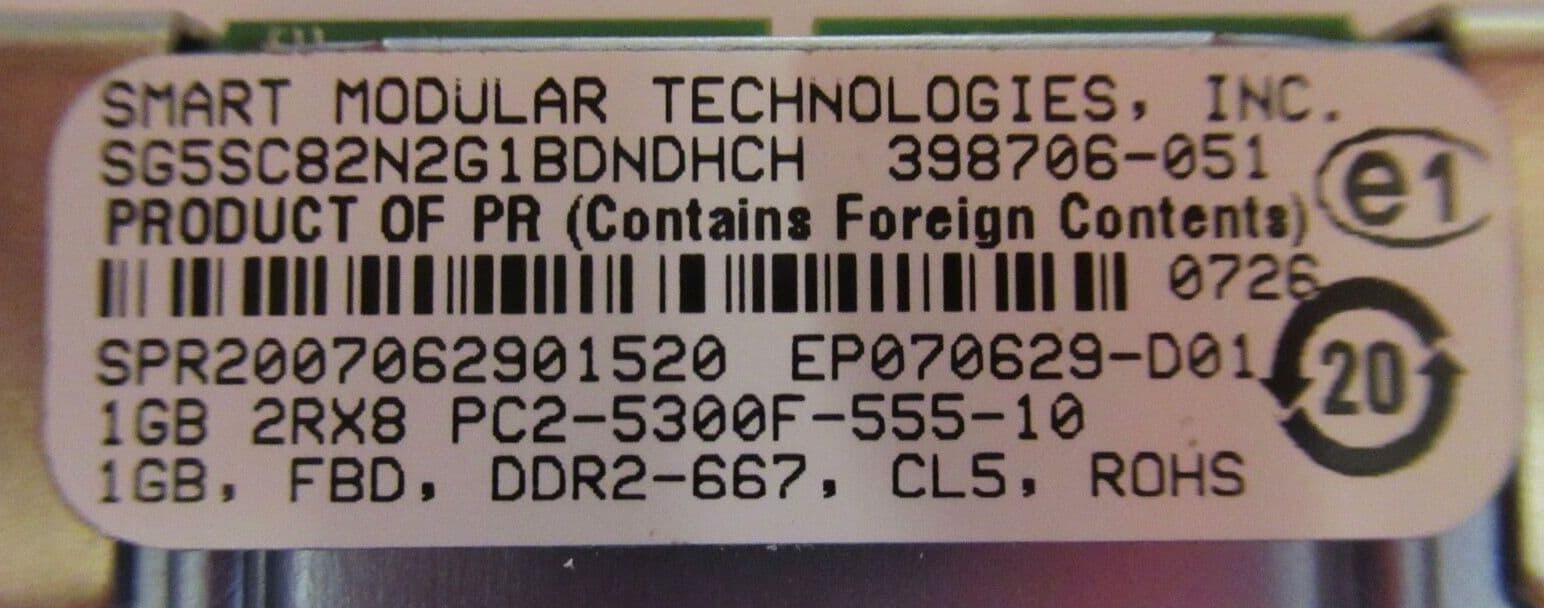 SMART MODULAR TECHNOLOGIES, INC.
SG5SC82N2G1BDNDHCH 398706-051
e1
PRODUCT OF PR (Contains Foreign Contents)
0726
SPR2007062901520 EP070629-D01
20
1GB 2RX8 PC2-5300F-555-10
1GB, FBD, DDR2-667, CL5, ROHS